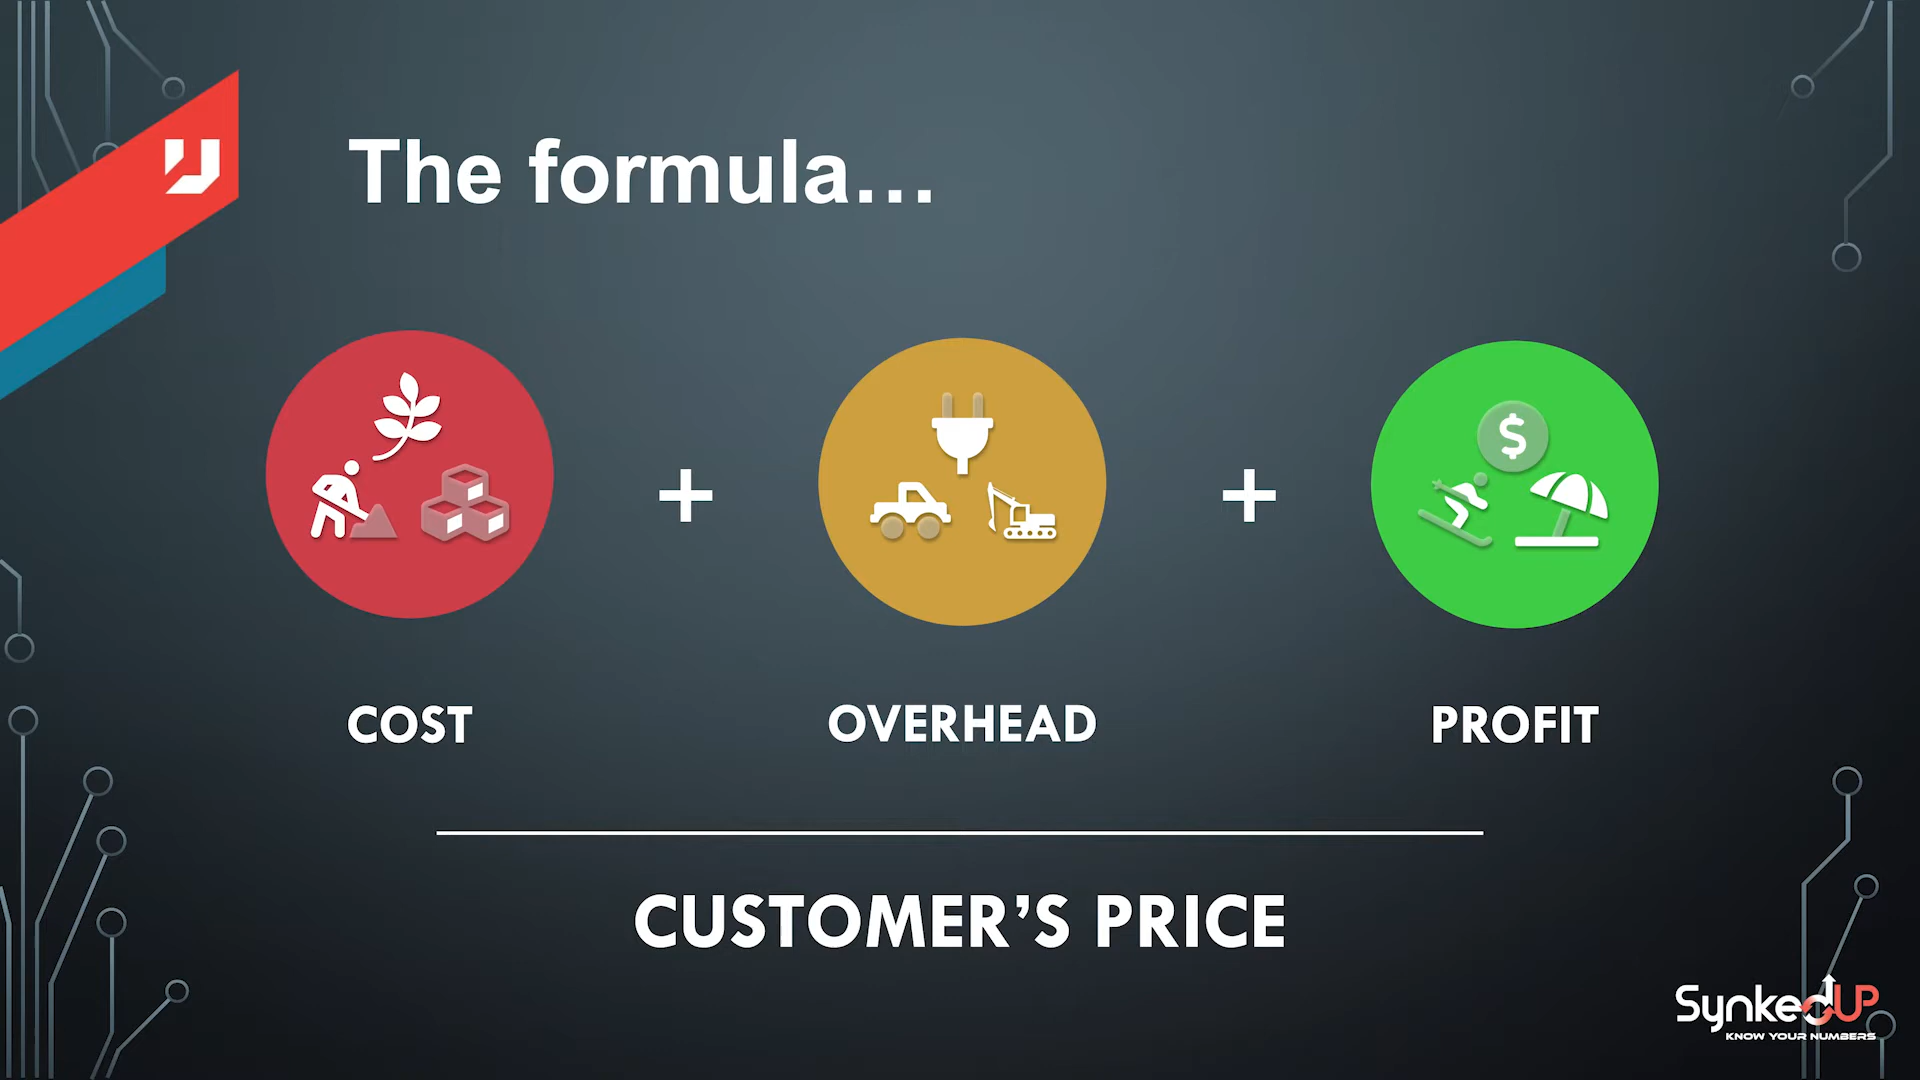 The formula...
$
+
+
COST
OVERHEAD
PROFIT
CUSTOMER’S PRICE
SynkedUP
KNOW YOUR NUMBERS